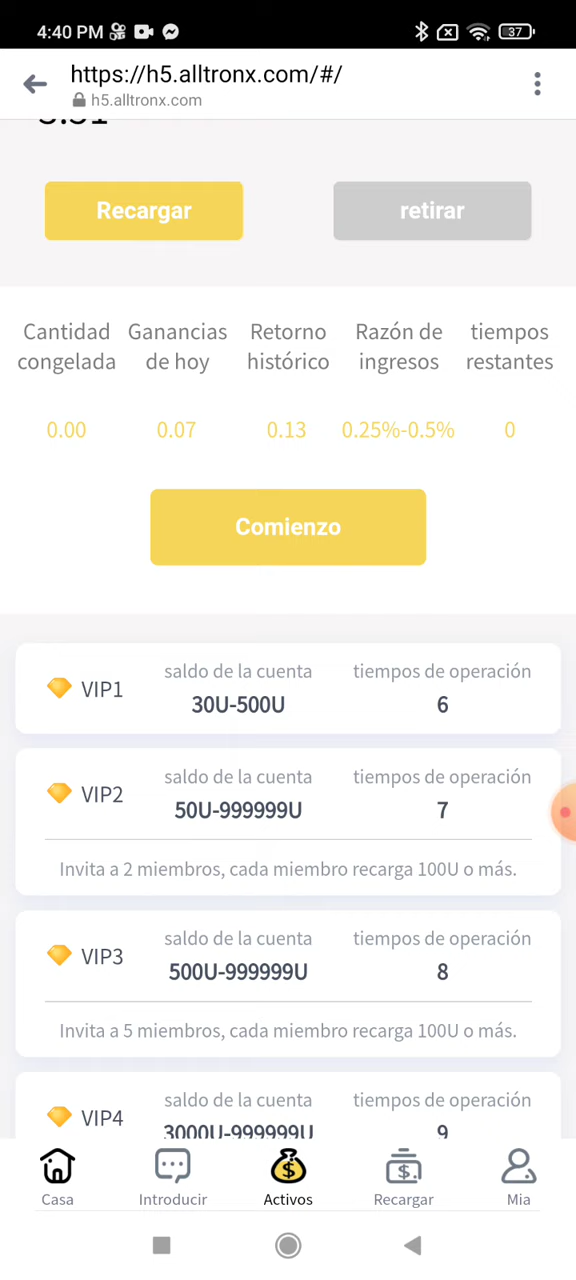 4:40 PM
37
https://h5.alltronx.com/#/
h5.alltronx.com
Recargar
retirar
Cantidad congelada
Ganancias de hoy
Retorno histórico
Razón de ingresos
tiempos restantes
0.00
0.07
0.13
0.25%-0.5%
0
Comienzo
VIP1
saldo de la cuenta
30U-500U
tiempos de operación
6
VIP2
saldo de la cuenta
50U-999999U
tiempos de operación
7
Invita a 2 miembros, cada miembro recarga 100U o más.
VIP3
saldo de la cuenta
500U-999999U
tiempos de operación
8
Invita a 5 miembros, cada miembro recarga 100U o más.
VIP4
saldo de la cuenta
3000U-999999U
tiempos de operación
9
Casa
Introducir
Activos
Recargar
Mia